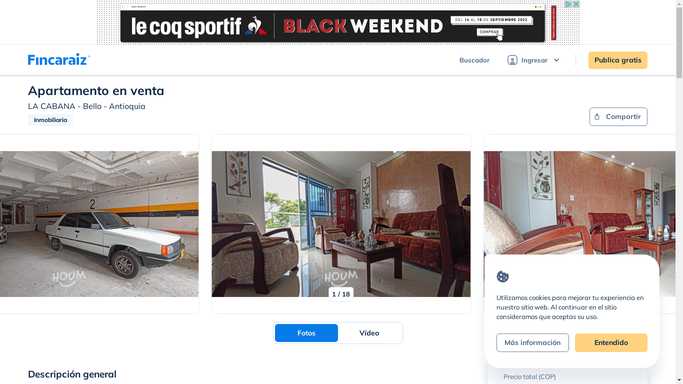 le coq sportif BLACK WEEKEND
DEL 16 AL 18 DE SEPTIEMBRE 2022
COMPRAR
Fincaraiz
Buscador
Ingresar
Publica gratis
Apartamento en venta
LA CABANA - Bello - Antioquia
Inmobiliaria
Compartir
2
HOUM
HOUM
1 / 18
Fotos
Vídeo
Utilizamos cookies para mejorar tu experiencia en
nuestro sitio web. Al continuar en el sitio
consideramos que aceptas su uso.
Más información
Entendido
Descripción general
Precio total (COP)